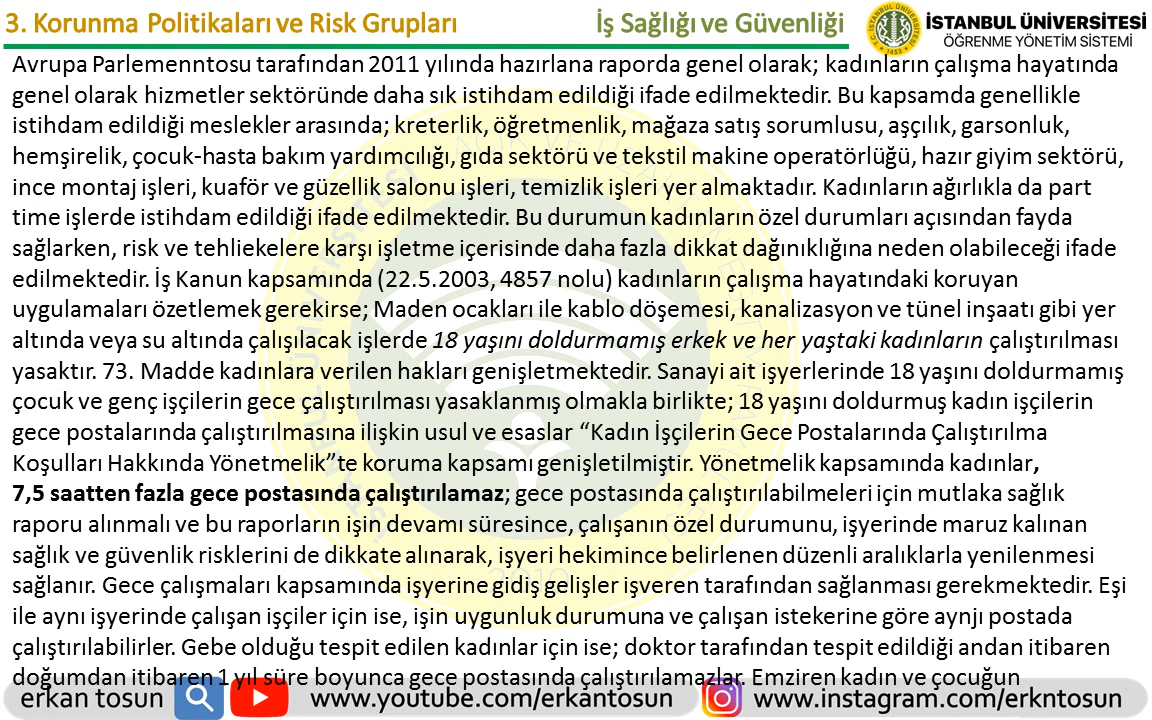 3. Korunma Politikaları ve Risk Grupları
İş Sağlığı ve Güvenliği
İSTANBUL ÜNİVERSİTESİ
ÖĞRENME YÖNETİM SİSTEMİ
Avrupa Parlementosu tarafından 2011 yılında hazırlana raporda genel olarak; kadınların çalışma hayatında
genel olarak hizmetler sektöründe daha sık istihdam edildiği ifade edilmektedir. Bu kapsamda genellikle
istihdam edildiği meslekler arasında; kreterlik, öğretmenlik, mağaza satış sorumlusu, aşçılık, garsonluk,
hemşirelik, çocuk-hasta bakım yardımcılığı, gıda sektörü ve tekstil makine operatörlüğü, hazır giyim sektörü,
ince montaj işleri, kuaför ve güzellik salonu işleri, temizlik işleri yer almaktadır. Kadınların ağırlıkla da part
time işlerde istihdam edildiği ifade edilmektedir. Bu durumun kadınların özel durumları açısından fayda
sağlarken, risk ve tehliekelere karşı işletme içerisinde daha fazla dikkat dağınıklığına neden olabileceği ifade
edilmektedir. İş Kanun kapsamında (22.5.2003, 4857 nolu) kadınların çalışma hayatındaki koruyan
uygulamaları özetlemek gerekirse; Maden ocakları ile kablo döşemesi, kanalizasyon ve tünel inşaatı gibi yer
altında veya su altında çalışılacak işlerde 18 yaşını doldurmamış erkek ve her yaştaki kadınların çalıştırılması
yasaktır. 73. Madde kadınlara verilen hakları genişletmektedir. Sanayi ait işyerlerinde 18 yaşını doldurmamış
çocuk ve genç işçilerin gece çalıştırılması yasaklanmış olmakla birlikte; 18 yaşını doldurmuş kadın işçilerin
gece postalarında çalıştırılmasına ilişkin usul ve esaslar “Kadın İşçilerin Gece Postalarında Çalıştırılma
Koşulları Hakkında Yönetmelik”te koruma kapsamı genişletilmiştir. Yönetmelik kapsamında kadınlar,
7,5 saatten fazla gece postasında çalıştırılamaz; gece postasında çalıştırılabilmeleri için mutlaka sağlık
raporu alınmalı ve bu raporların işin devamı süresince, çalışanın özel durumunu, işyerinde maruz kalınan
sağlık ve güvenlik risklerini de dikkate alınarak, işyeri hekimince belirlenen düzenli aralıklarla yenilenmesi
sağlanır. Gece çalışmaları kapsamında işyerine gidiş gelişler işveren tarafından sağlanması gerekmektedir. Eşi
ile aynı işyerinde çalışan işçiler için ise, işin uygunluk durumuna ve çalışan istekerine göre aynjı postada
çalıştırılabilirler. Gebe olduğu tespit edilen kadınlar için ise; doktor tarafından tespit edildiği andan itibaren
doğumdan itibaren 1 yıl süre boyunca gece postasında çalıştırılamazlar. Emziren kadın ve çocuğun
erkan tosun
www.youtube.com/erkantosun
www.instagram.com/erkntosun